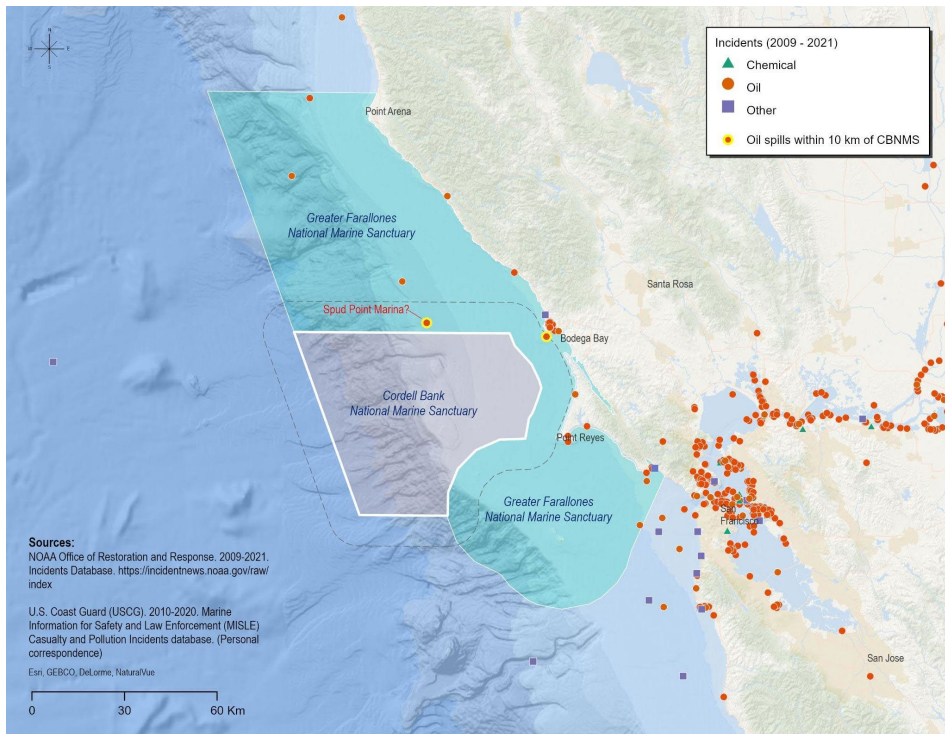 N
W
E
S
Incidents (2009 - 2021)
Chemical
Oil
Other
Oil spills within 10 km of CBNMS
Point Arena
Greater Farallones
National Marine Sanctuary
Santa Rosa
Spud Point Marina?
Bodega Bay
Cordell Bank
National Marine Sanctuary
Point Reyes
Greater Farallones
National Marine Sanctuary
San
Francisco
San Jose
Sources:
NOAA Office of Restoration and Response. 2009-2021.
Incidents Database. https://incidentnews.noaa.gov/raw/
index
U.S. Coast Guard (USCG). 2010-2020. Marine
Information for Safety and Law Enforcement (MISLE)
Casualty and Pollution Incidents database. (Personal
correspondence)
Esri, GEBCO, DeLorme, NaturalVue
0 30 60 Km